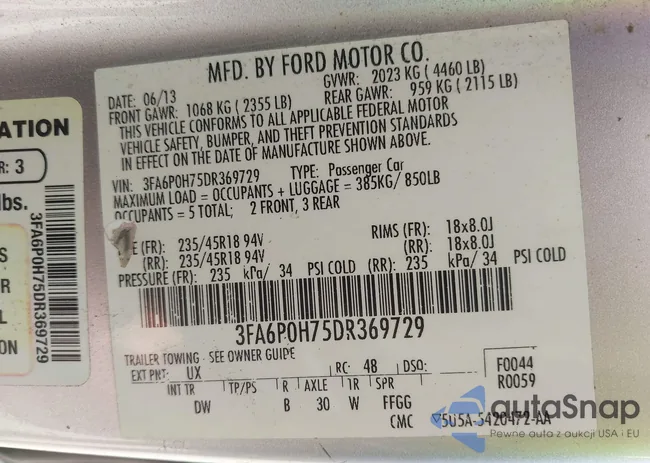 MFD. BY FORD MOTOR CO.
DATE: 06/13 GVWR: 2023 KG ( 4460 LB)
FRONT GAWR: 1068 KG ( 2355 LB) REAR GAWR: 959 KG ( 2115 LB)
THIS VEHICLE CONFORMS TO ALL APPLICABLE FEDERAL MOTOR
VEHICLE SAFETY, BUMPER, AND THEFT PREVENTION STANDARDS
IN EFFECT ON THE DATE OF MANUFACTURE SHOWN ABOVE.
VIN: 3FA6P0H75DR369729 TYPE: Passenger Car
MAXIMUM LOAD = OCCUPANTS + LUGGAGE = 385KG/ 850LB
OCCUPANTS = 5 TOTAL; 2 FRONT, 3 REAR
E (FR): 235/45R18 94V RIMS (FR): 18x8.0J
(RR): 235/45R18 94V (RR): 18x8.0J
PRESSURE (FR): 235 kPa/ 34 PSI COLD (RR): 235 kPa/ 34 PSI COLD
3FA6P0H75DR369729
TRAILER TOWING - SEE OWNER GUIDE
EXT PNT: UX RC: 48 DSO: F0044
INT TR TP/PS R AXLE TR SPR R0059
DW B 30 W FFGG
CMC 5U5A-5420472-AA
ATION
R: 3
lbs.
3FA6P0H75DR369729
S
R
L
ON
autoSnap
Pewne auta z aukcji USA i EU